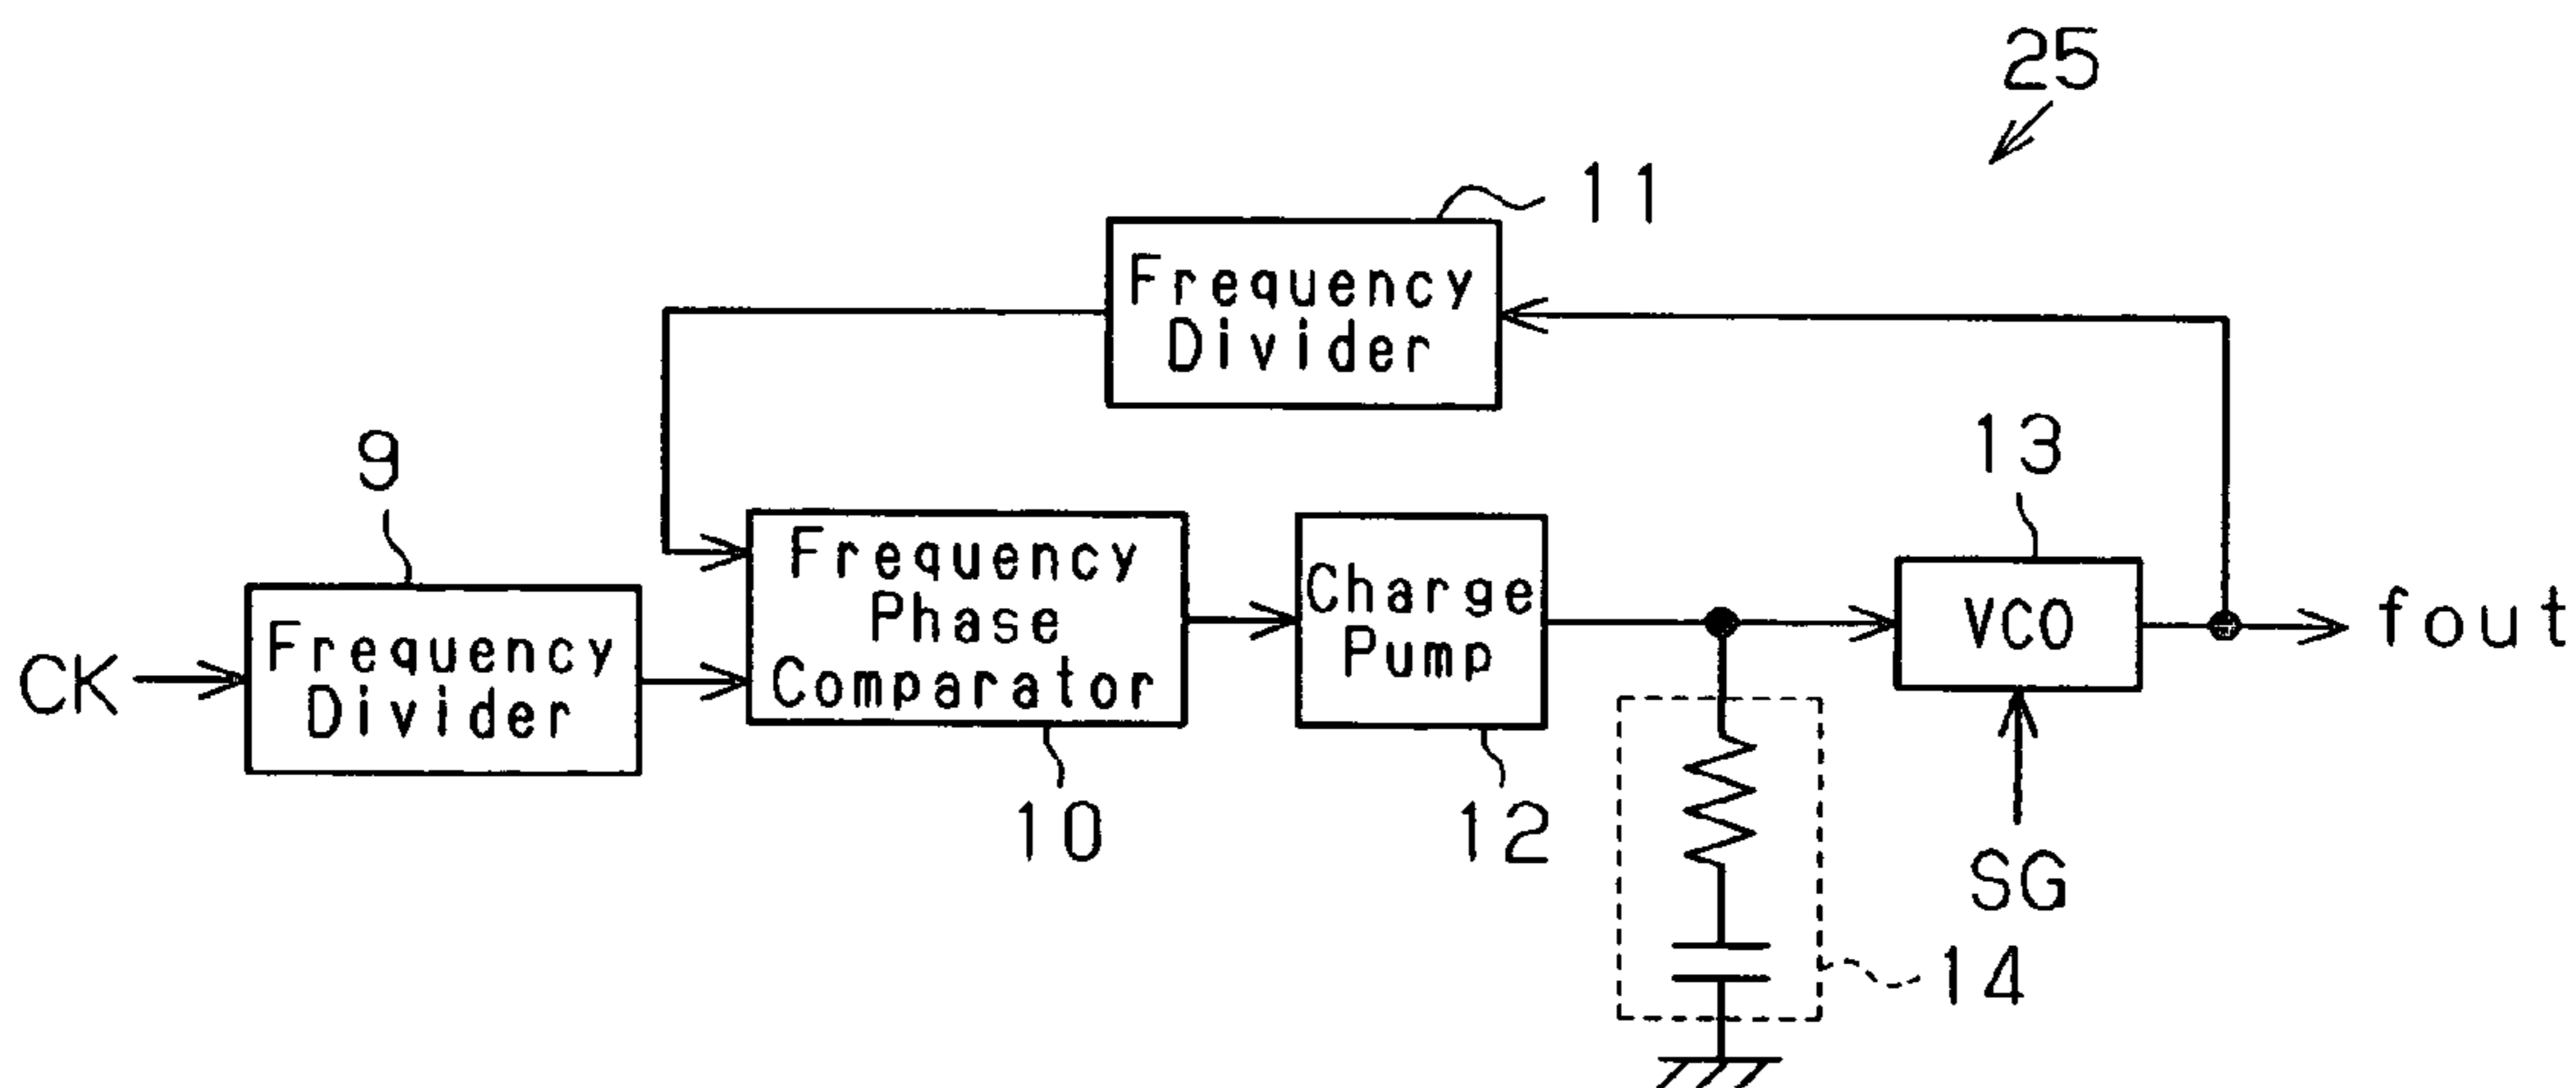 25
11
Frequency
Divider
9
13
Frequency
Phase
Comparator
Charge
Pump
VCO
fout
CK
Frequency
Divider
10
12
SG
14